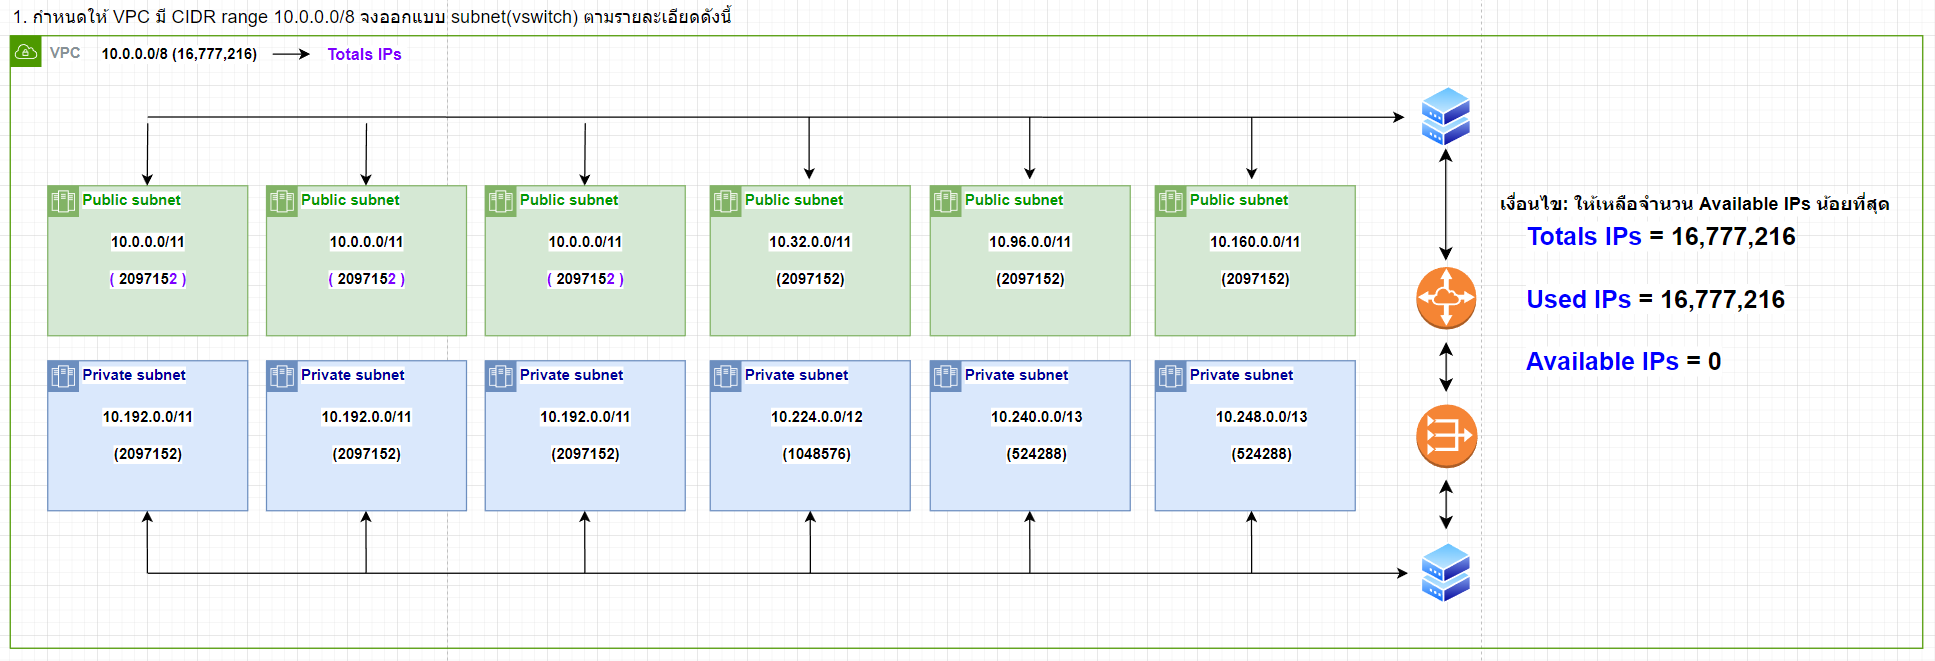 1. กำหนดให้ VPC มี CIDR range 10.0.0.0/8 จงออกแบบ subnet(vswitch) ตามรายละเอียดดังนี้
VPC 10.0.0.0/8 (16,777,216) Totals IPs
Public subnet
10.0.0.0/11
( 2097152 )
Public subnet
10.0.0.0/11
( 2097152 )
Public subnet
10.0.0.0/11
( 2097152 )
Public subnet
10.32.0.0/11
(2097152)
Public subnet
10.96.0.0/11
(2097152)
Public subnet
10.160.0.0/11
(2097152)
เงื่อนไข: ให้เหลือจำนวน Available IPs น้อยที่สุด
Totals IPs = 16,777,216
Used IPs = 16,777,216
Available IPs = 0
Private subnet
10.192.0.0/11
(2097152)
Private subnet
10.192.0.0/11
(2097152)
Private subnet
10.192.0.0/11
(2097152)
Private subnet
10.224.0.0/12
(1048576)
Private subnet
10.240.0.0/13
(524288)
Private subnet
10.248.0.0/13
(524288)